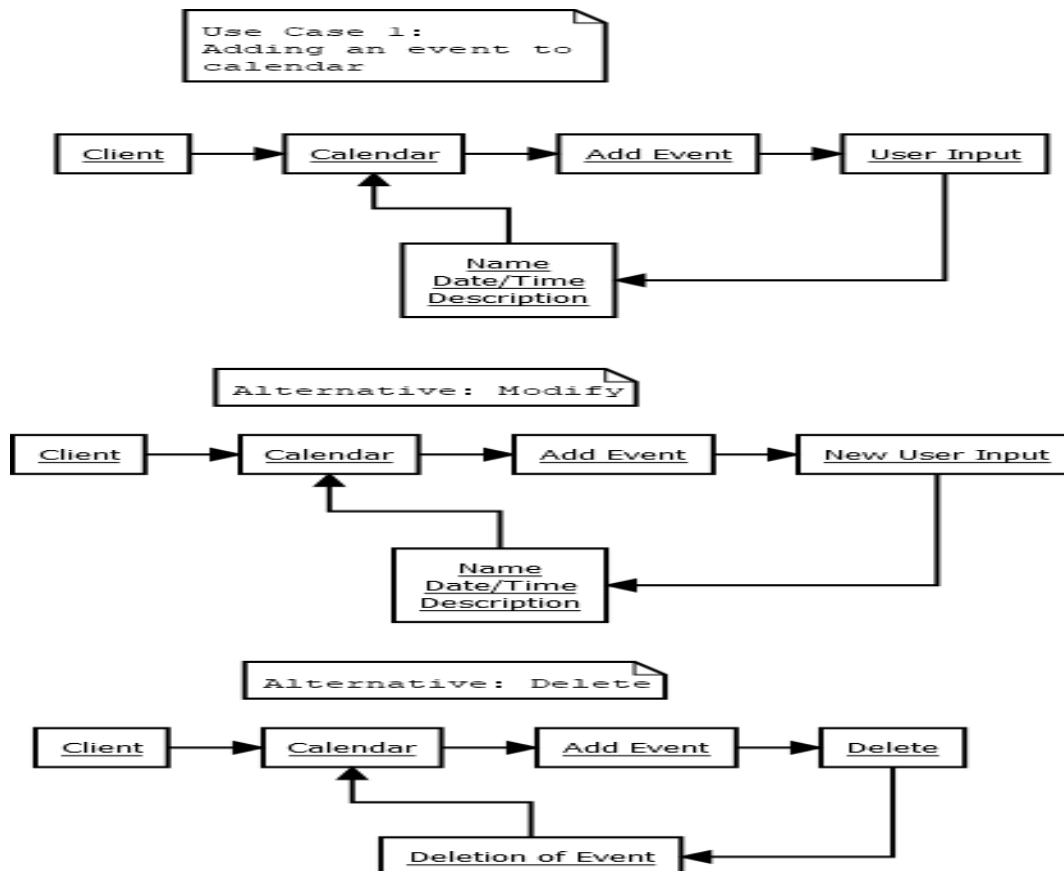 Use Case 1:
Adding an event to
calendar
Client
Calendar
Add Event
User Input
Name
Date/Time
Description
Alternative: Modify
Client
Calendar
Add Event
New User Input
Name
Date/Time
Description
Alternative: Delete
Client
Calendar
Add Event
Delete
Deletion of Event